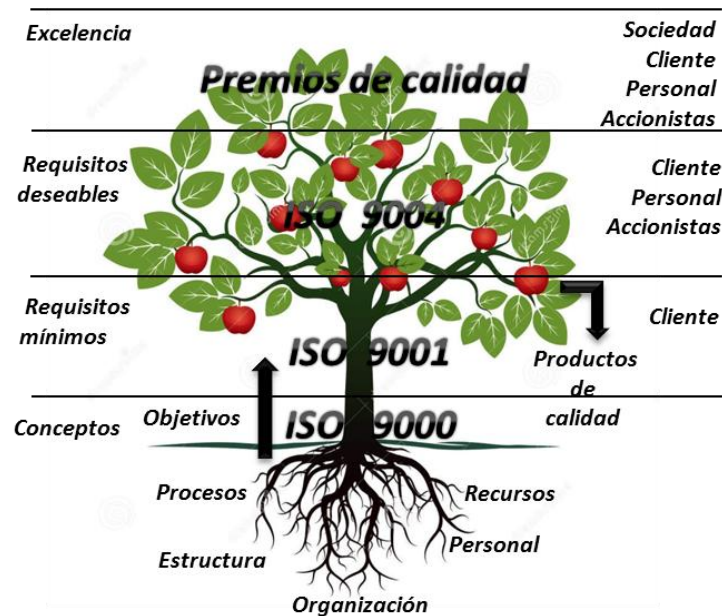 Excelencia
Sociedad
Cliente
Personal
Accionistas
Premios de calidad
Requisitos
deseables
Cliente
Personal
Accionistas
ISO 9004
Requisitos
mínimos
Cliente
ISO 9001
Productos
de
calidad
Conceptos
Objetivos
ISO 9000
Procesos
Recursos
Estructura
Personal
Organización